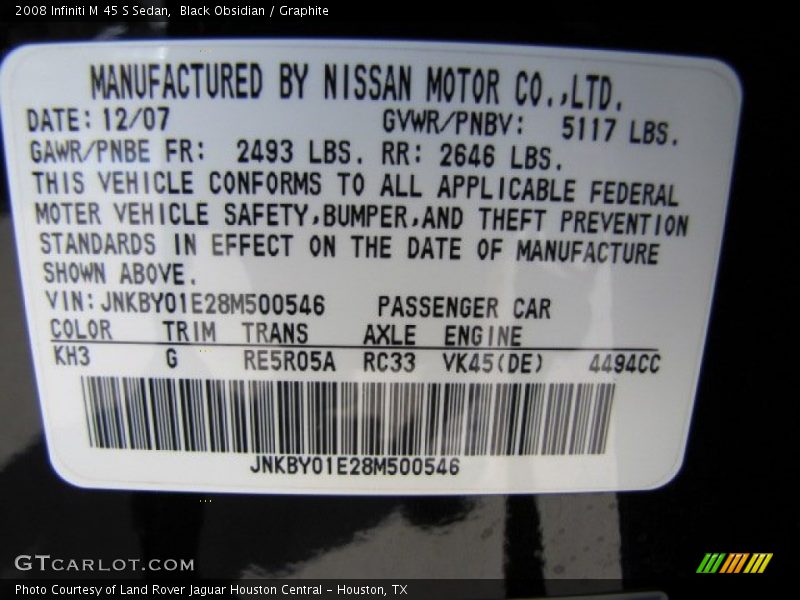 2008 Infiniti M 45 S Sedan,  Black Obsidian / Graphite
MANUFACTURED BY NISSAN MOTOR CO.,LTD.
DATE: 12/07 GVWR/PNBV: 5117 LBS.
GAWR/PNBE FR: 2493 LBS. RR: 2646 LBS.
THIS VEHICLE CONFORMS TO ALL APPLICABLE FEDERAL
MOTER VEHICLE SAFETY,BUMPER,AND THEFT PREVENTION
STANDARDS IN EFFECT ON THE DATE OF MANUFACTURE
SHOWN ABOVE.
VIN: JNKBY01E28M500546 PASSENGER CAR
COLOR TRIM TRANS AXLE ENGINE
KH3 G RE5R05A RC33 VK45(DE) 4494CC
JNKBY01E28M500546
GTCARLOT.COM
Photo Courtesy of Land Rover Jaguar Houston Central - Houston, TX